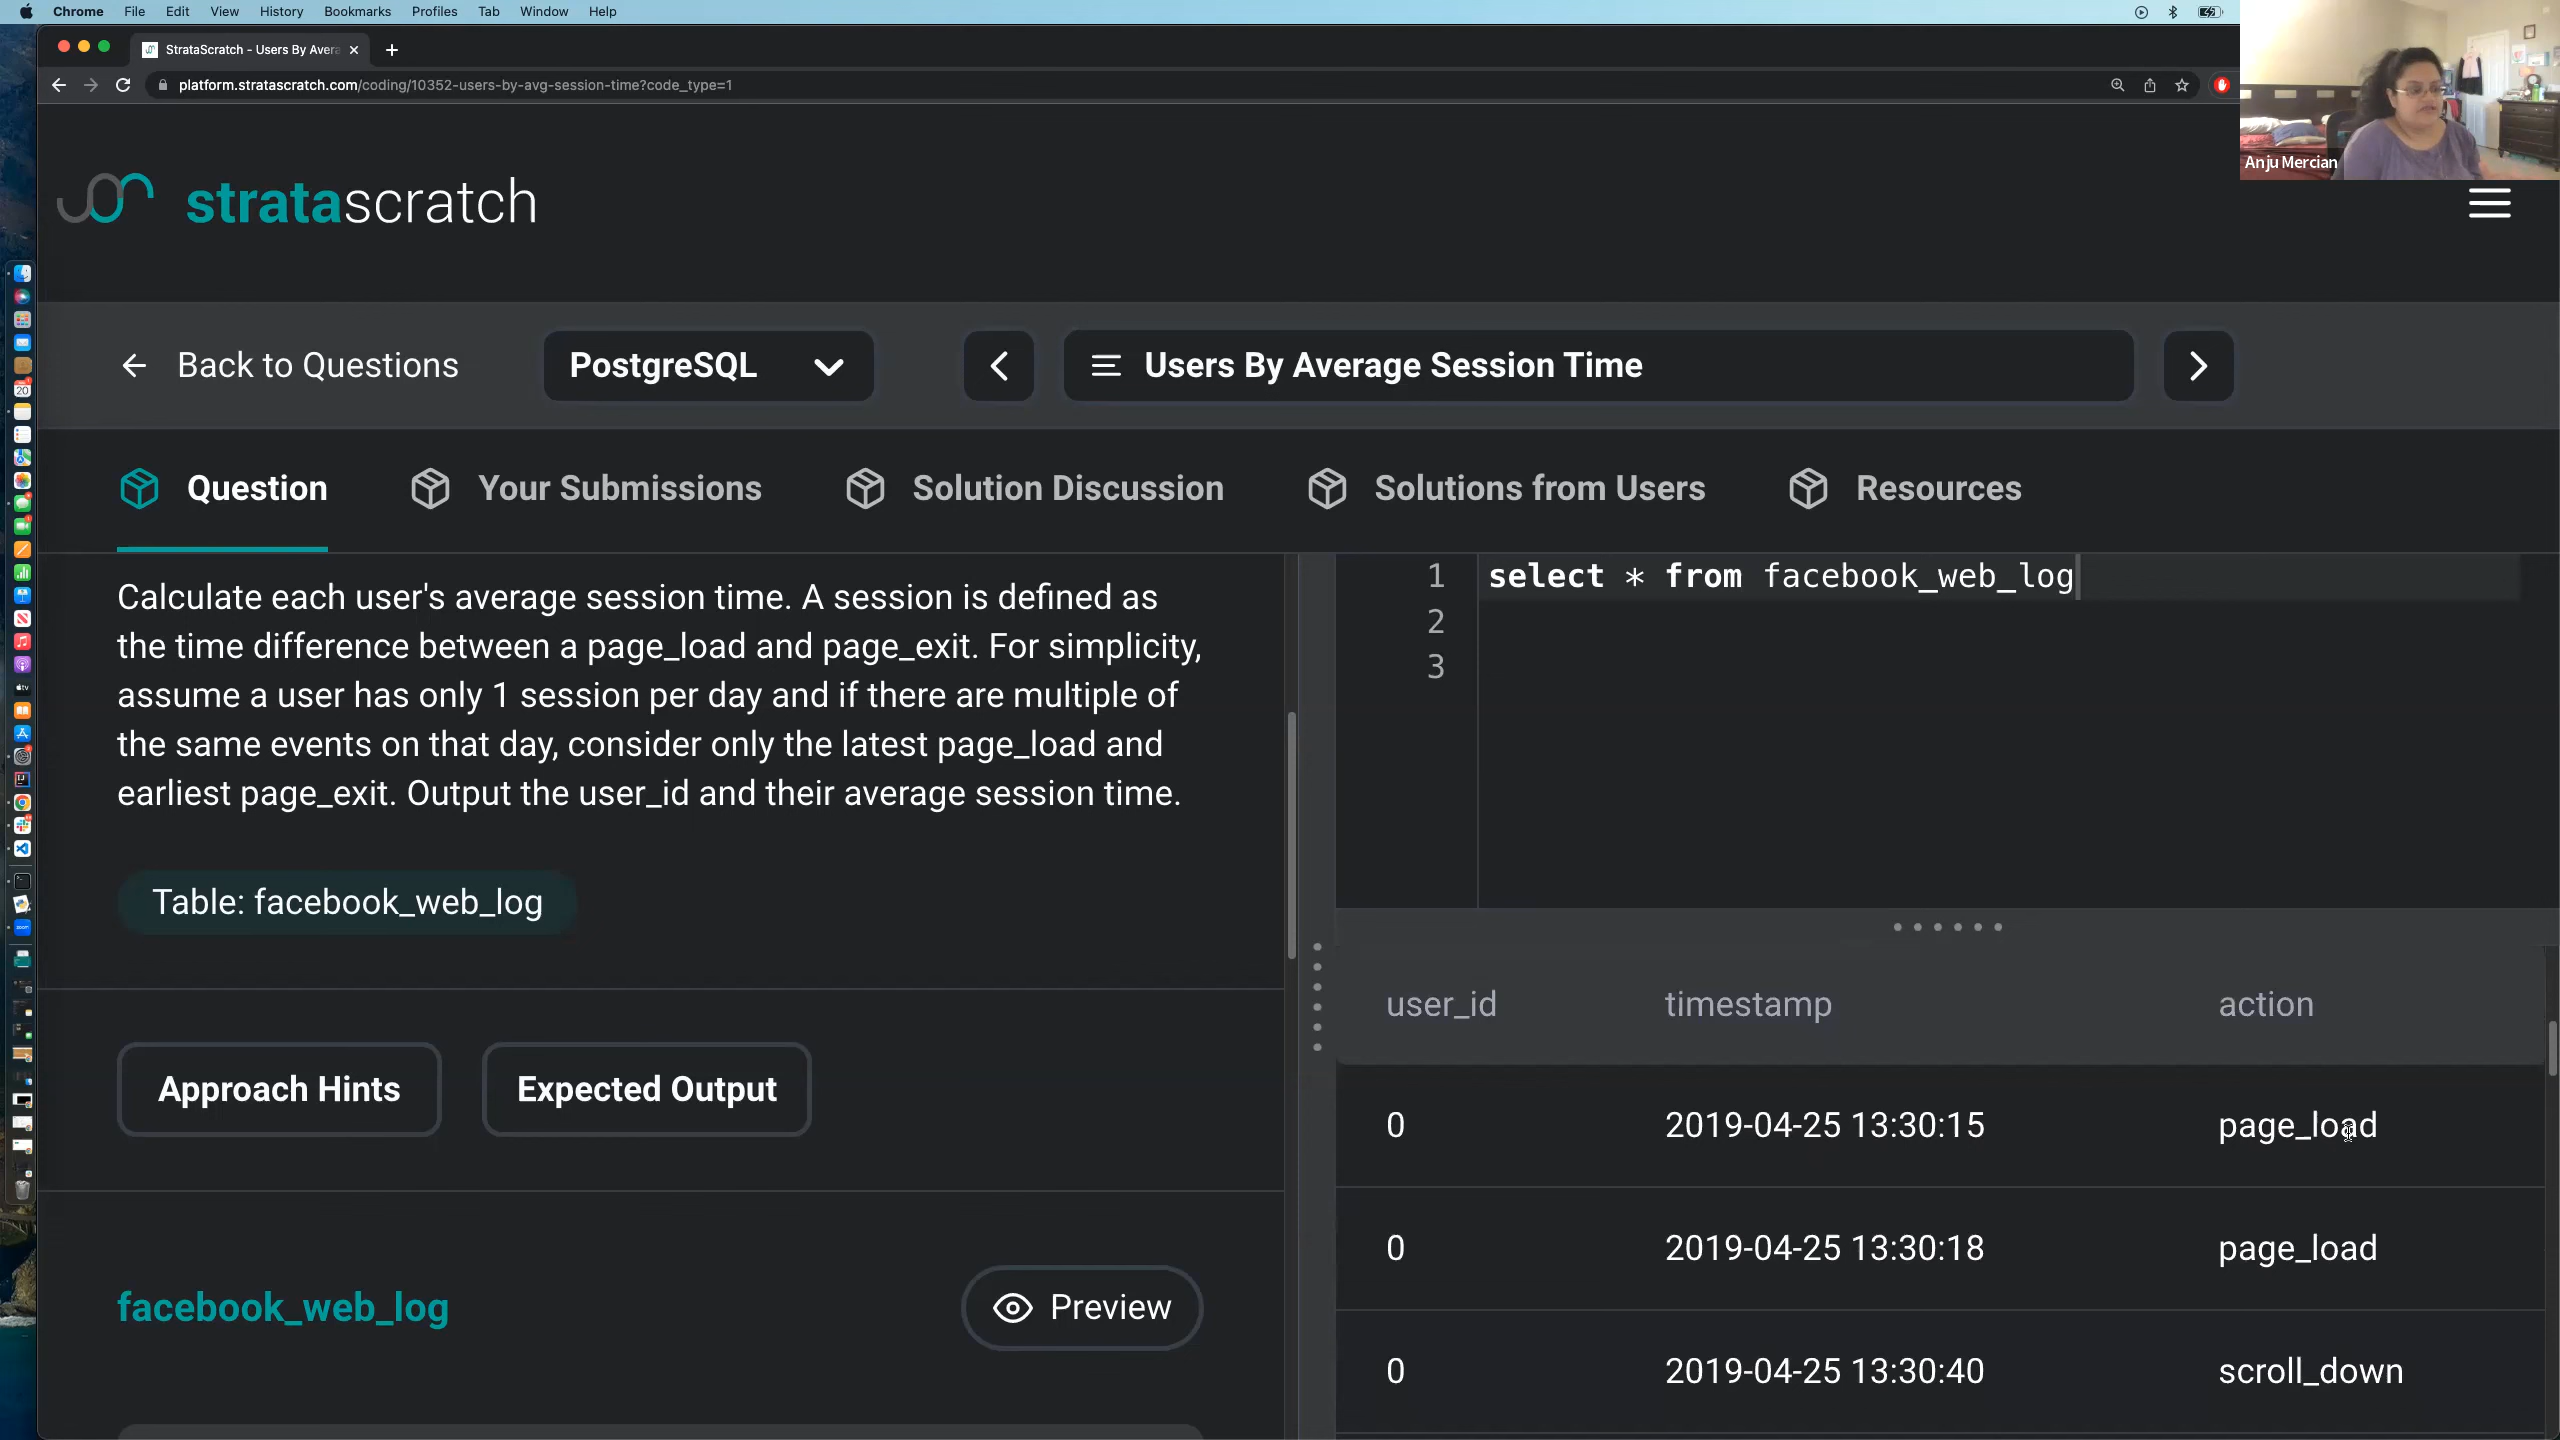 Chrome File Edit View History Bookmarks Profiles Tab Window Help
StrataScratch - Users By Avera
platform.stratascratch.com/coding/10352-users-by-avg-session-time?code_type=1
Anju Mercian
stratascratch
Back to Questions
PostgreSQL
Users By Average Session Time
Question
Your Submissions
Solution Discussion
Solutions from Users
Resources
Calculate each user's average session time. A session is defined as
the time difference between a page_load and page_exit. For simplicity,
assume a user has only 1 session per day and if there are multiple of
the same events on that day, consider only the latest page_load and
earliest page_exit. Output the user_id and their average session time.
Table: facebook_web_log
Approach Hints
Expected Output
facebook_web_log
Preview
1 select * from facebook_web_log
2
3
user_id timestamp action
0 2019-04-25 13:30:15 page_load
0 2019-04-25 13:30:18 page_load
0 2019-04-25 13:30:40 scroll_down